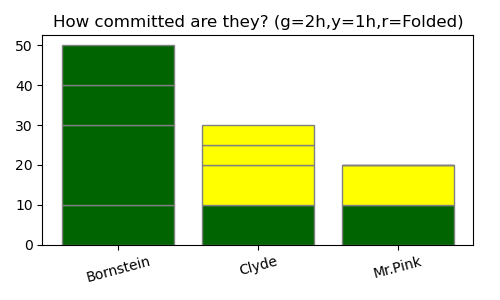 How committed are they? (g=2h,y=1h,r=Folded)
50
40
30
20
10
0
Bornstein
Clyde
Mr.Pink